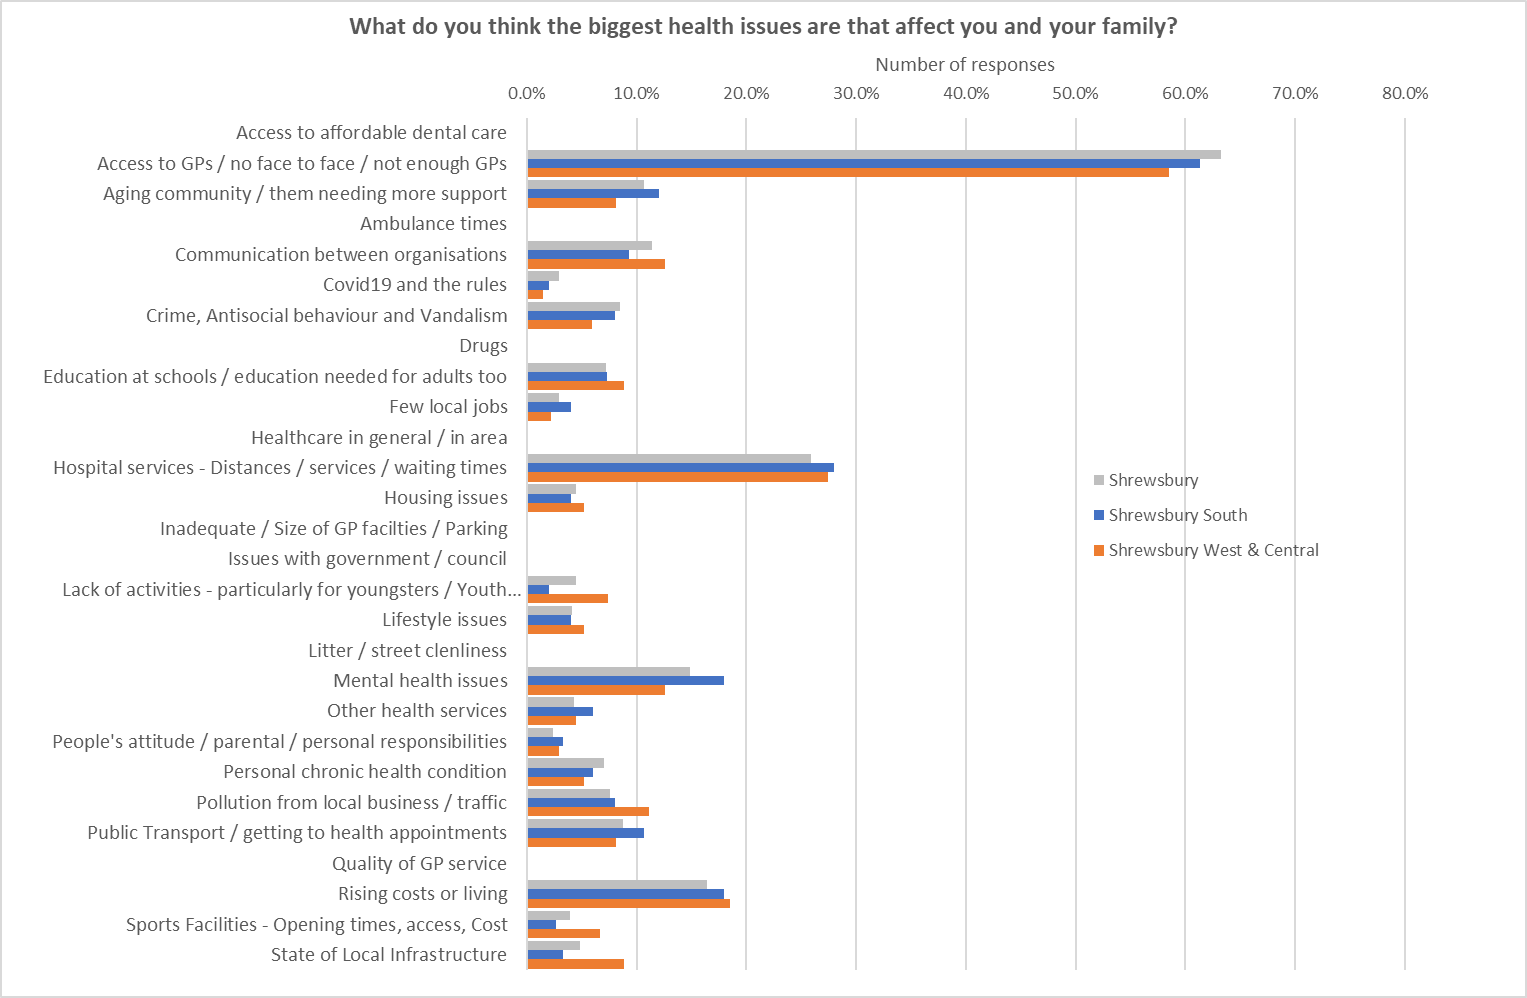 What do you think the biggest health issues are that affect you and your family?
Number of responses
0.0% 10.0% 20.0% 30.0% 40.0% 50.0% 60.0% 70.0% 80.0%
Access to affordable dental care
Access to GPs / no face to face / not enough GPs
Aging community / them needing more support
Ambulance times
Communication between organisations
Covid19 and the rules
Crime, Antisocial behaviour and Vandalism
Drugs
Education at schools / education needed for adults too
Few local jobs
Healthcare in general / in area
Hospital services - Distances / services / waiting times
Housing issues
Inadequate / Size of GP facilties / Parking
Issues with government / council
Lack of activities - particularly for youngsters / Youth...
Lifestyle issues
Litter / street clenliness
Mental health issues
Other health services
People's attitude / parental / personal responsibilities
Personal chronic health condition
Pollution from local business / traffic
Public Transport / getting to health appointments
Quality of GP service
Rising costs or living
Sports Facilities - Opening times, access, Cost
State of Local Infrastructure
Shrewsbury
Shrewsbury South
Shrewsbury West & Central